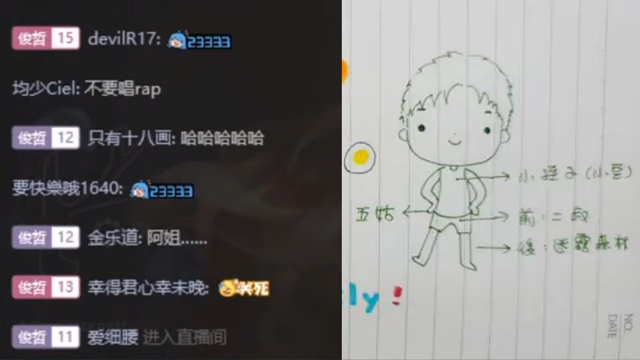 俊哲 15 devilR17: 23333
均少Ciel: 不要唱rap
俊哲 12 只有十八画: 哈哈哈哈哈
要快樂哦1640: 23333
俊哲 12 金乐道: 阿姐......
俊哲 13 幸得君心幸未晚: 笑死
俊哲 11 爱细腰 进入直播间
小孩子(小宫)
五姑
前:二叔
後:迷露森林
ly!
NO.
DATE